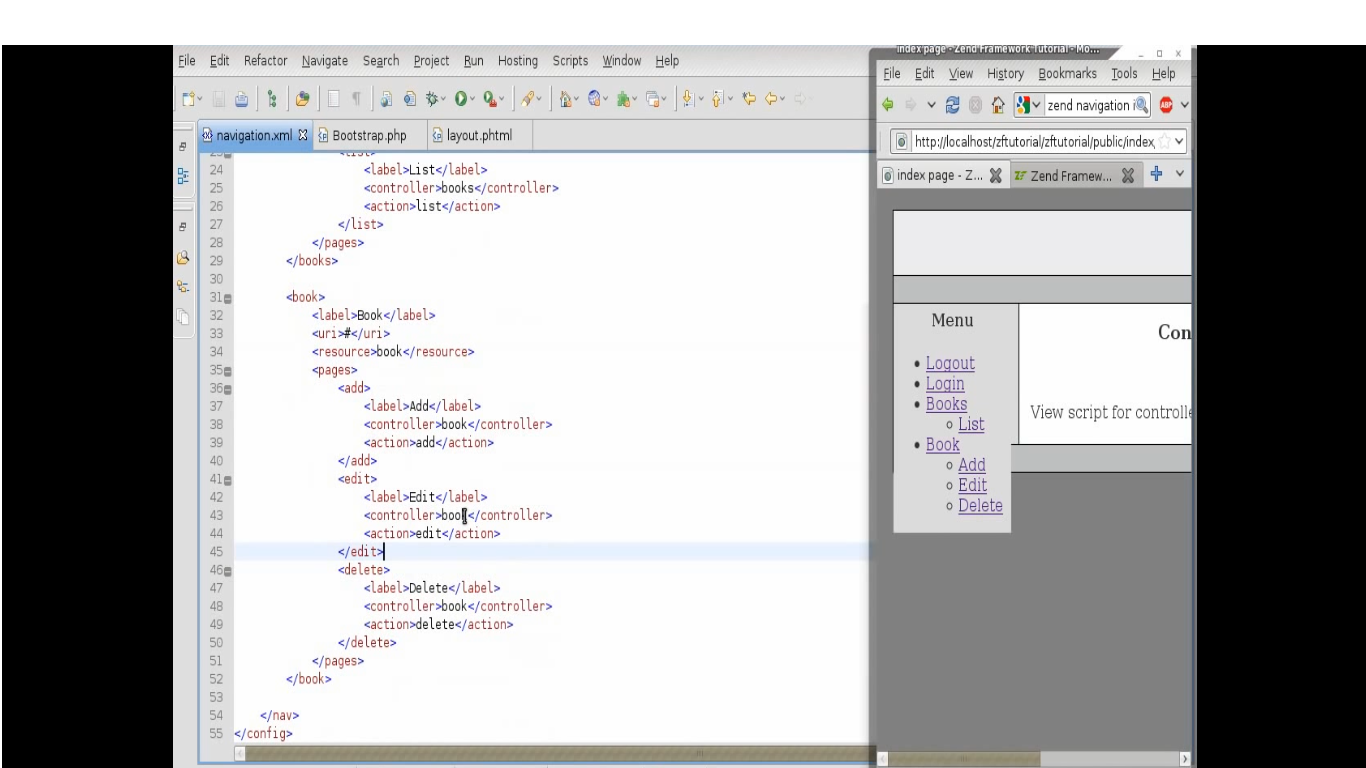 File Edit Refactor Navigate Search Project Run Hosting Scripts Window Help
navigation.xml Bootstrap.php layout.phtml
24 <label>List</label>
25 <controller>books</controller>
26 <action>list</action>
27 </list>
28 </pages>
29 </books>
30
31 <book>
32 <label>Book</label>
33 <uri>#</uri>
34 <resource>book</resource>
35 <pages>
36 <add>
37 <label>Add</label>
38 <controller>book</controller>
39 <action>add</action>
40 </add>
41 <edit>
42 <label>Edit</label>
43 <controller>book</controller>
44 <action>edit</action>
45 </edit>
46 <delete>
47 <label>Delete</label>
48 <controller>book</controller>
49 <action>delete</action>
50 </delete>
51 </pages>
52 </book>
53
54 </nav>
55 </config>
index page - Zend Framework Tutorial - Mo...
File Edit View History Bookmarks Tools Help
zend navigation
ABP
http://localhost/zftutorial/zftutorial/public/index
index page - Z... ZF Zend Framew...
Menu
Logout
Login
Books
List
Book
Add
Edit
Delete
Con
View script for controlle